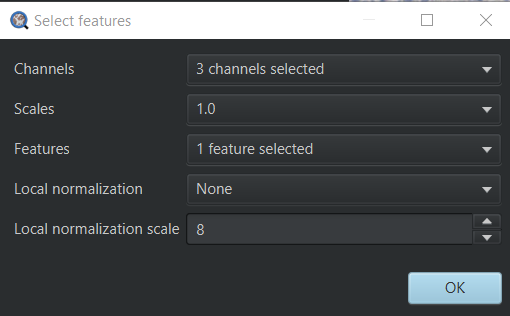 Select features
Channels 3 channels selected
Scales 1.0
Features 1 feature selected
Local normalization None
Local normalization scale 8
OK